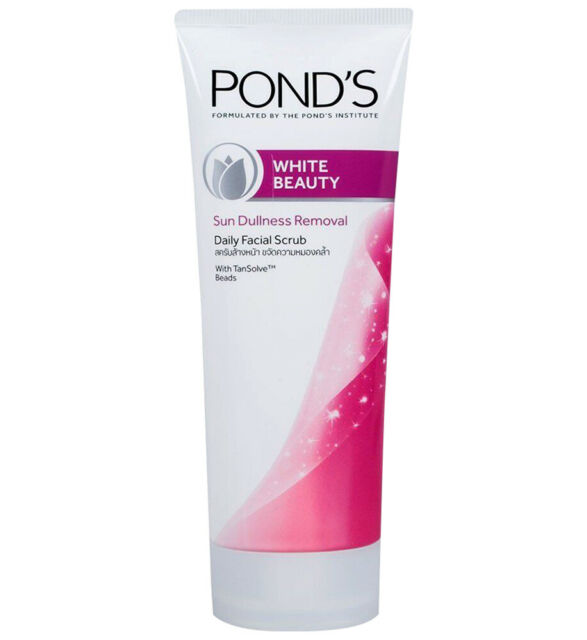 POND'S
FORMULATED BY THE POND'S INSTITUTE
WHITE
BEAUTY
Sun Dullness Removal
Daily Facial Scrub
สครับล้างหน้า ขจัดความหมองคล้ำ
With TanSolve™
Beads